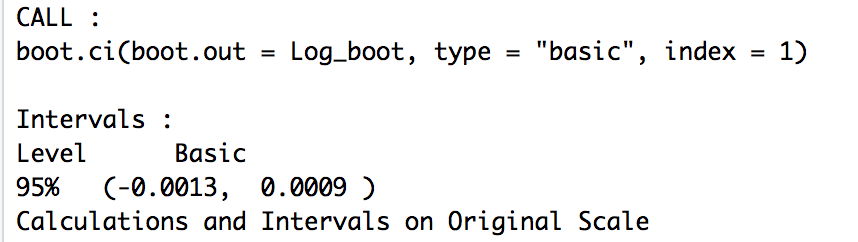 CALL :
boot.ci(boot.out = Log_boot, type = "basic", index = 1)
Intervals :
Level      Basic
95%   (-0.0013,  0.0009 )
Calculations and Intervals on Original Scale